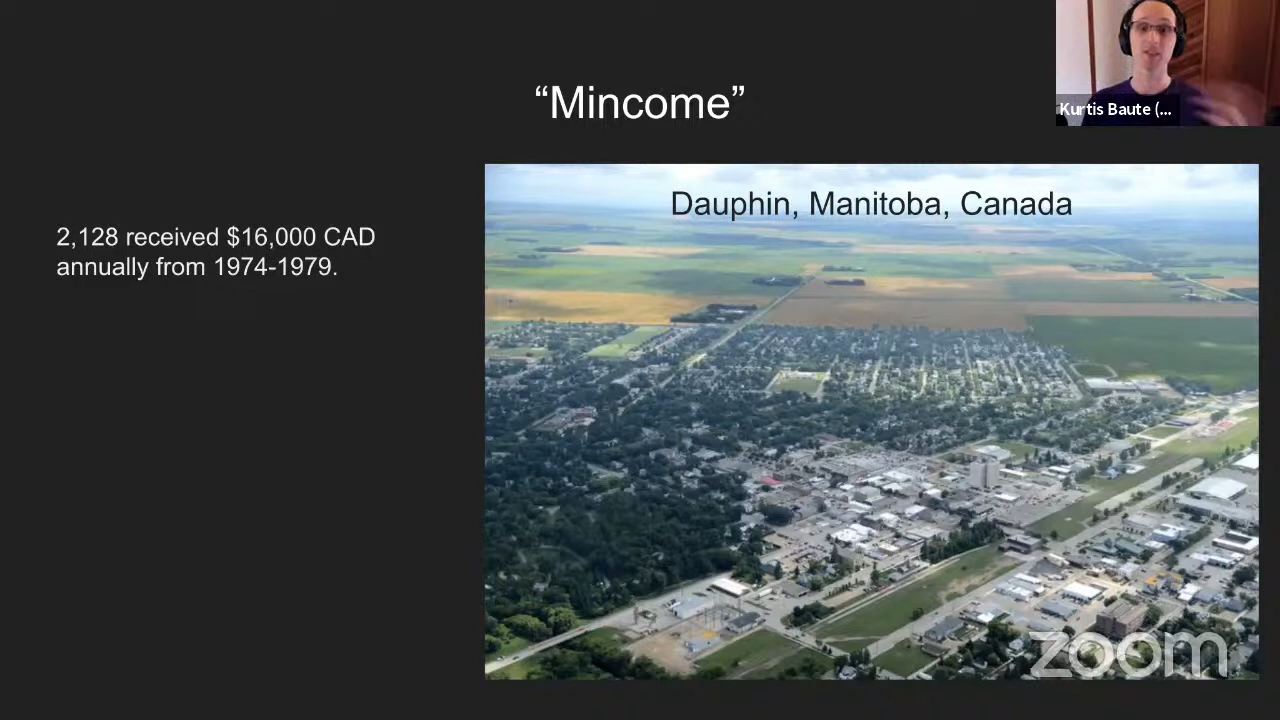 “Mincome”
Kurtis Baute (...
Dauphin, Manitoba, Canada
2,128 received $16,000 CAD
annually from 1974-1979.
zoom